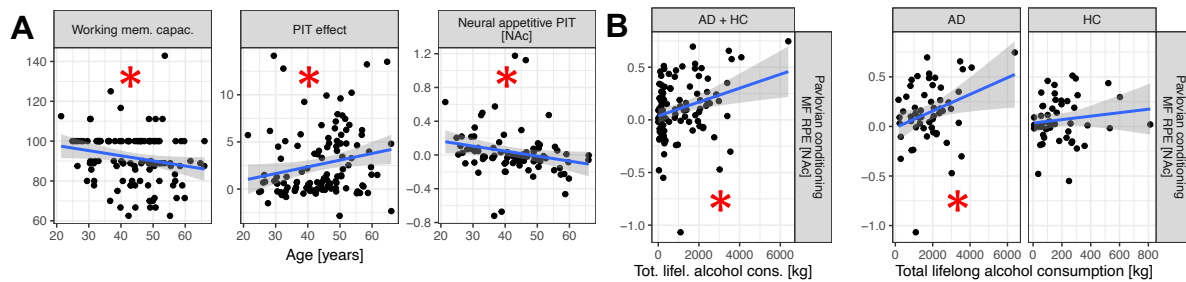 A
Working mem. capac.
PIT effect
Neural appetitive PIT
[NAc]
140
120
100
80
60
20 30 40 50 60
10
5
0
20 30 40 50 60
1.2
0.8
0.4
0.0
−0.4
−0.8
20 30 40 50 60
*
*
*
Age [years]
B
AD + HC
0.5
0.0
−0.5
−1.0
0 2000 4000 6000
*
Pavlovian conditioning
MF RPE [NAc]
Tot. lifel. alcohol cons. [kg]
AD
HC
0.5
0.0
−0.5
−1.0
0 2000 4000 6000
0 200 400 600 800
*
Pavlovian conditioning
MF RPE [NAc]
Total lifelong alcohol consumption [kg]